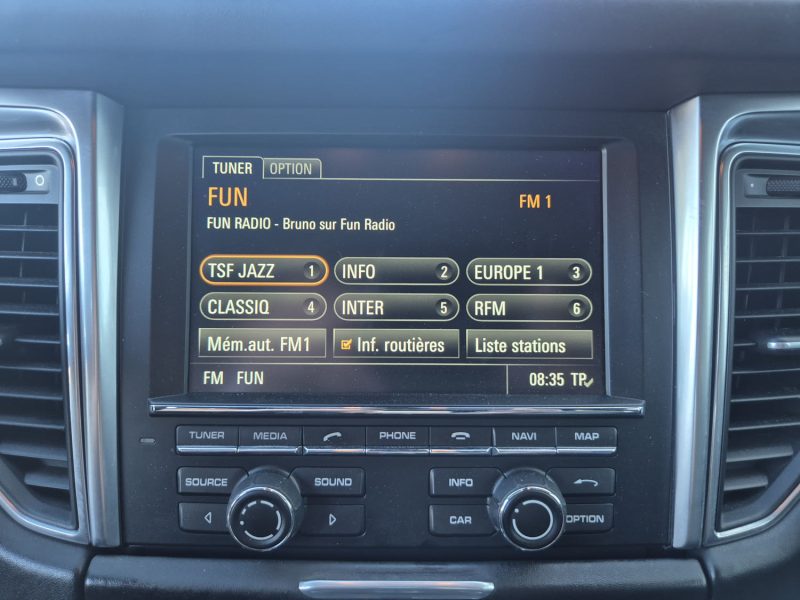 TUNER OPTION
FUN FM 1
FUN RADIO - Bruno sur Fun Radio
TSF JAZZ 1 INFO 2 EUROPE 1 3
CLASSIQ 4 INTER 5 RFM 6
Mém.aut. FM1 Inf. routières Liste stations
FM FUN 08:35 TP
TUNER MEDIA PHONE NAVI MAP
SOURCE SOUND INFO
CAR OPTION